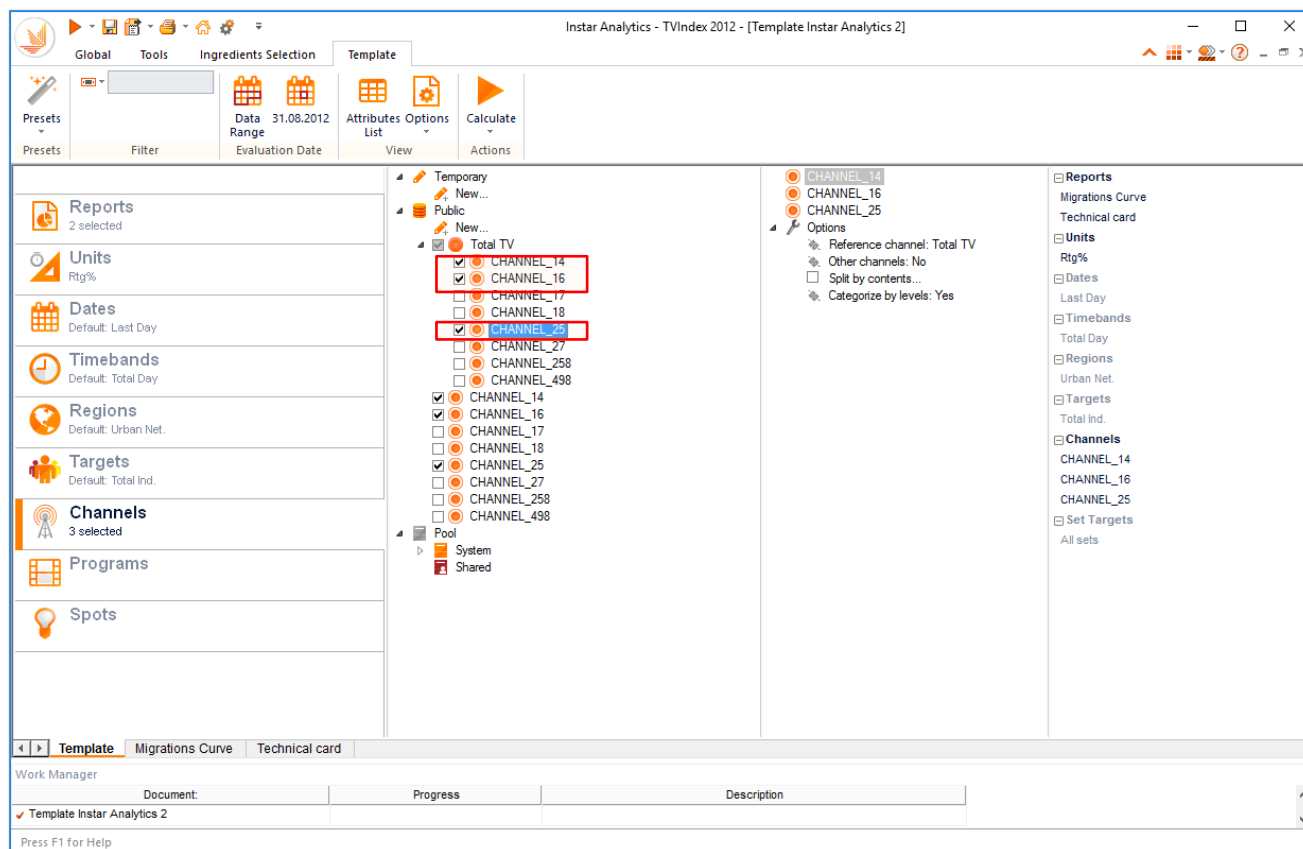 Instar Analytics - TVIndex 2012 - [Template Instar Analytics 2]
Global Tools Ingredients Selection Template
Presets
Data Range
31.08.2012
Attributes List
Options
Calculate
Presets Filter Evaluation Date View Actions
Reports
2 selected
Units
Rtg%
Dates
Default: Last Day
Timebands
Default: Total Day
Regions
Default: Urban Net.
Targets
Default: Total Ind.
Channels
3 selected
Programs
Spots
Temporary
New...
Public
New...
Total TV
CHANNEL_14
CHANNEL_16
CHANNEL_17
CHANNEL_18
CHANNEL_25
CHANNEL_27
CHANNEL_258
CHANNEL_498
CHANNEL_14
CHANNEL_16
CHANNEL_17
CHANNEL_18
CHANNEL_25
CHANNEL_27
CHANNEL_258
CHANNEL_498
Pool
System
Shared
CHANNEL_14
CHANNEL_16
CHANNEL_25
Options
Reference channel: Total TV
Other channels: No
Split by contents...
Categorize by levels: Yes
Reports
Migrations Curve
Technical card
Units
Rtg%
Dates
Last Day
Timebands
Total Day
Regions
Urban Net.
Targets
Total Ind.
Channels
CHANNEL_14
CHANNEL_16
CHANNEL_25
Set Targets
All sets
Template Migrations Curve Technical card
Work Manager
Document: Progress Description
Template Instar Analytics 2
Press F1 for Help